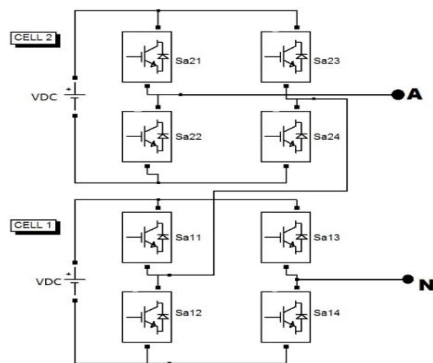 CELL 2
Sa21
Sa23
VDC
+
A
Sa22
Sa24
CELL 1
Sa11
Sa13
VDC
+
N
Sa12
Sa14